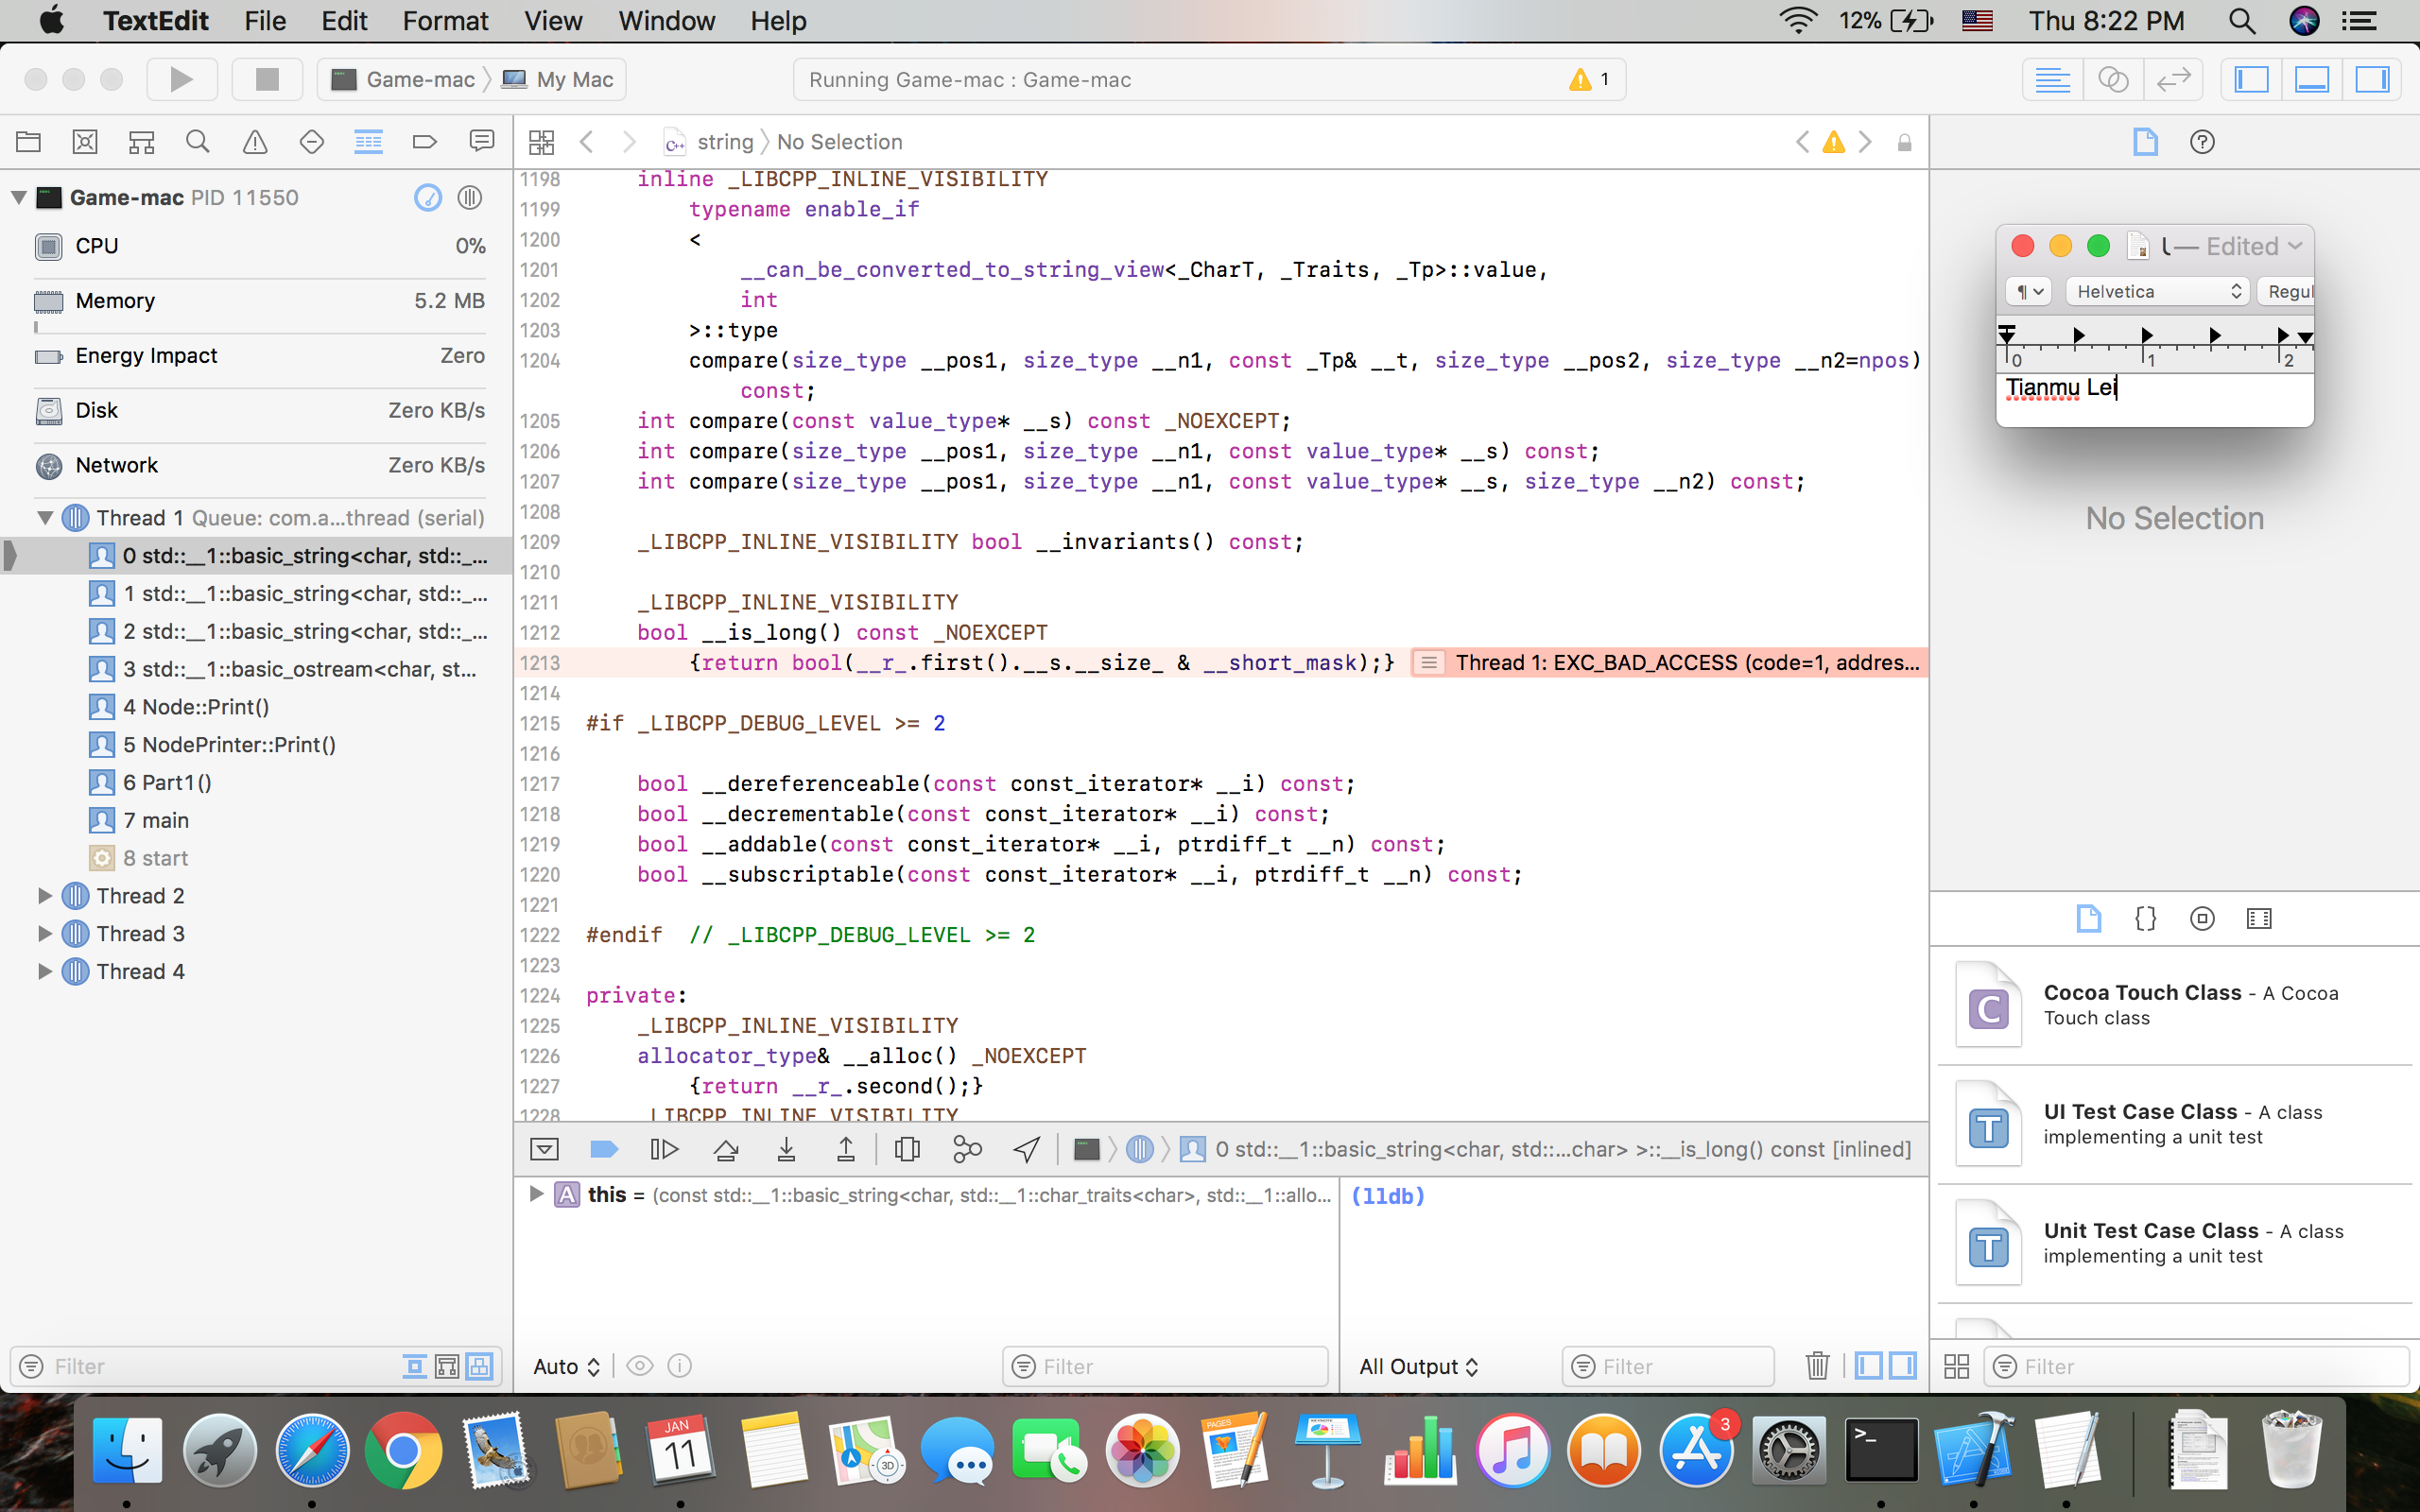 TextEdit File Edit Format View Window Help 12% Thu 8:22 PM
Game-mac My Mac Running Game-mac : Game-mac 1
string No Selection
Game-mac PID 11550
CPU 0%
Memory 5.2 MB
Energy Impact Zero
Disk Zero KB/s
Network Zero KB/s
Thread 1 Queue: com.a...thread (serial)
0 std::__1::basic_string<char, std::_...
1 std::__1::basic_string<char, std::_...
2 std::__1::basic_string<char, std::_...
3 std::__1::basic_ostream<char, st...
4 Node::Print()
5 NodePrinter::Print()
6 Part1()
7 main
8 start
Thread 2
Thread 3
Thread 4
Filter
1198 inline _LIBCPP_INLINE_VISIBILITY
1199 typename enable_if
1200 <
1201 __can_be_converted_to_string_view<_CharT, _Traits, _Tp>::value,
1202 int
1203 >::type
1204 compare(size_type __pos1, size_type __n1, const _Tp& __t, size_type __pos2, size_type __n2=npos)
const;
1205 int compare(const value_type* __s) const _NOEXCEPT;
1206 int compare(size_type __pos1, size_type __n1, const value_type* __s) const;
1207 int compare(size_type __pos1, size_type __n1, const value_type* __s, size_type __n2) const;
1208
1209 _LIBCPP_INLINE_VISIBILITY bool __invariants() const;
1210
1211 _LIBCPP_INLINE_VISIBILITY
1212 bool __is_long() const _NOEXCEPT
1213 {return bool(__r_.first().__s.__size_ & __short_mask);} Thread 1: EXC_BAD_ACCESS (code=1, addres...
1214
1215 #if _LIBCPP_DEBUG_LEVEL >= 2
1216
1217 bool __dereferenceable(const const_iterator* __i) const;
1218 bool __decrementable(const const_iterator* __i) const;
1219 bool __addable(const const_iterator* __i, ptrdiff_t __n) const;
1220 bool __subscriptable(const const_iterator* __i, ptrdiff_t __n) const;
1221
1222 #endif // _LIBCPP_DEBUG_LEVEL >= 2
1223
1224 private:
1225 _LIBCPP_INLINE_VISIBILITY
1226 allocator_type& __alloc() _NOEXCEPT
1227 {return __r_.second();}
1228 _LIBCPP_INLINE_VISIBILITY
0 std::__1::basic_string<char, std::...char> >::__is_long() const [inlined]
A this = (const std::__1::basic_string<char, std::__1::char_traits<char>, std::__1::allo...
(lldb)
Auto Filter
All Output Filter
— Edited
Helvetica Regul
0 1 2
Tianmu Lei
No Selection
Cocoa Touch Class - A Cocoa
Touch class
UI Test Case Class - A class
implementing a unit test
Unit Test Case Class - A class
implementing a unit test
Filter
JAN
11
3D
PAGES
KEYNOTE
3